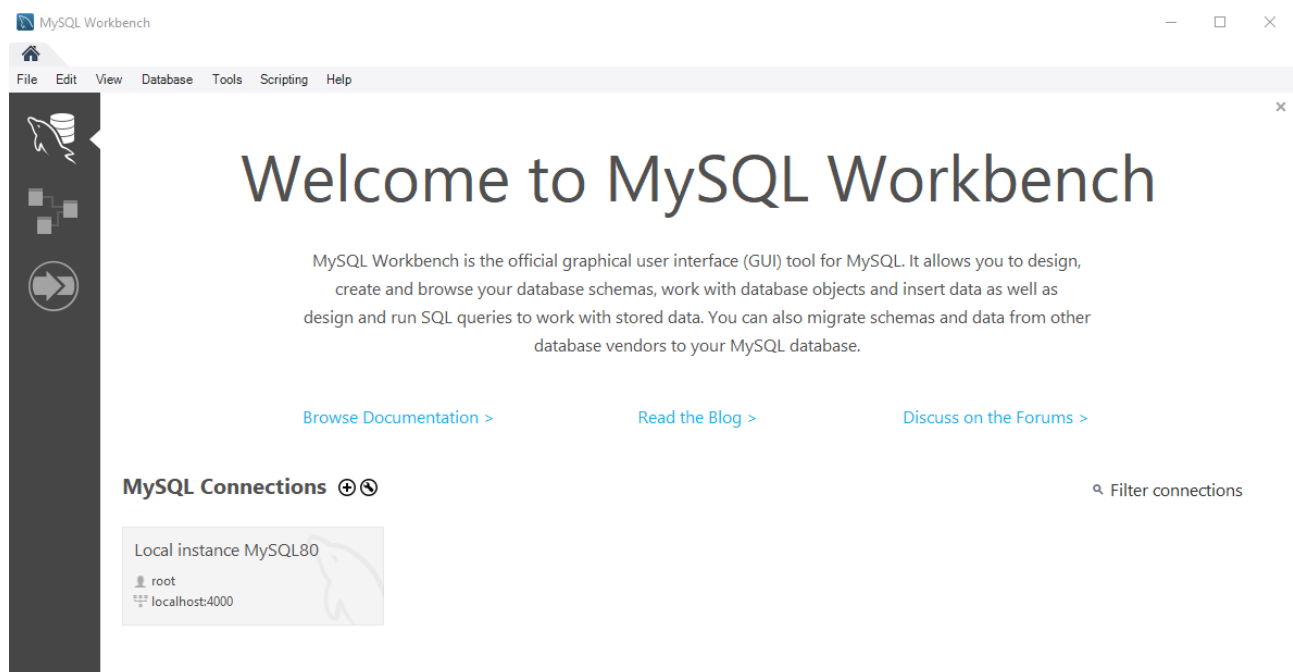 MySQL Workbench
File Edit View Database Tools Scripting Help
Welcome to MySQL Workbench
MySQL Workbench is the official graphical user interface (GUI) tool for MySQL. It allows you to design,
create and browse your database schemas, work with database objects and insert data as well as
design and run SQL queries to work with stored data. You can also migrate schemas and data from other
database vendors to your MySQL database.
Browse Documentation > Read the Blog > Discuss on the Forums >
MySQL Connections Filter connections
Local instance MySQL80
root
localhost:4000